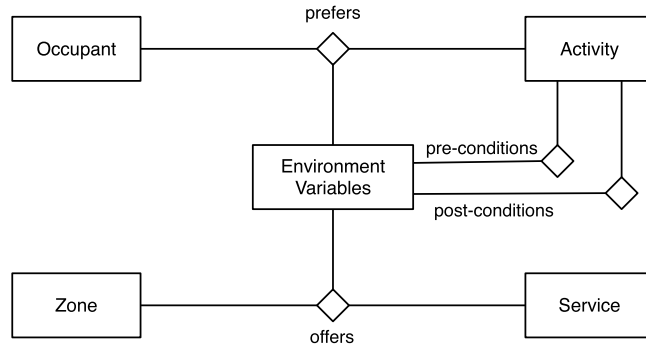 prefers
Occupant
Activity
pre-conditions
Environment
Variables
post-conditions
Zone
Service
offers